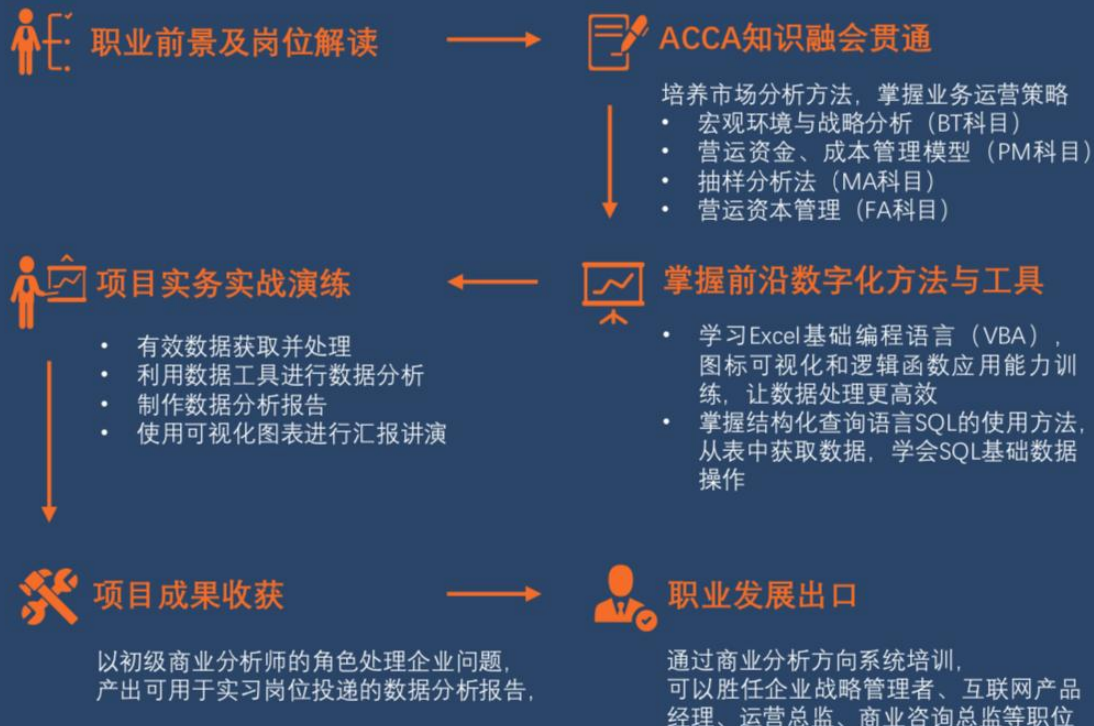 职业前景及岗位解读
ACCA知识融会贯通
培养市场分析方法，掌握业务运营策略
• 宏观环境与战略分析（BT科目）
• 营运资金、成本管理模型（PM科目）
• 抽样分析法（MA科目）
• 营运资本管理（FA科目）
掌握前沿数字化方法与工具
• 学习Excel基础编程语言（VBA），
图标可视化和逻辑函数应用能力训
练，让数据处理更高效
• 掌握结构化查询语言SQL的使用方法，
从表中获取数据，学会SQL基础数据
操作
项目实务实战演练
• 有效数据获取并处理
• 利用数据工具进行数据分析
• 制作数据分析报告
• 使用可视化图表进行汇报讲演
项目成果收获
以初级商业分析师的角色处理企业问题，
产出可用于实习岗位投递的数据分析报告，
职业发展出口
通过商业分析方向系统培训，
可以胜任企业战略管理者、互联网产品
经理、运营总监、商业咨询总监等职位